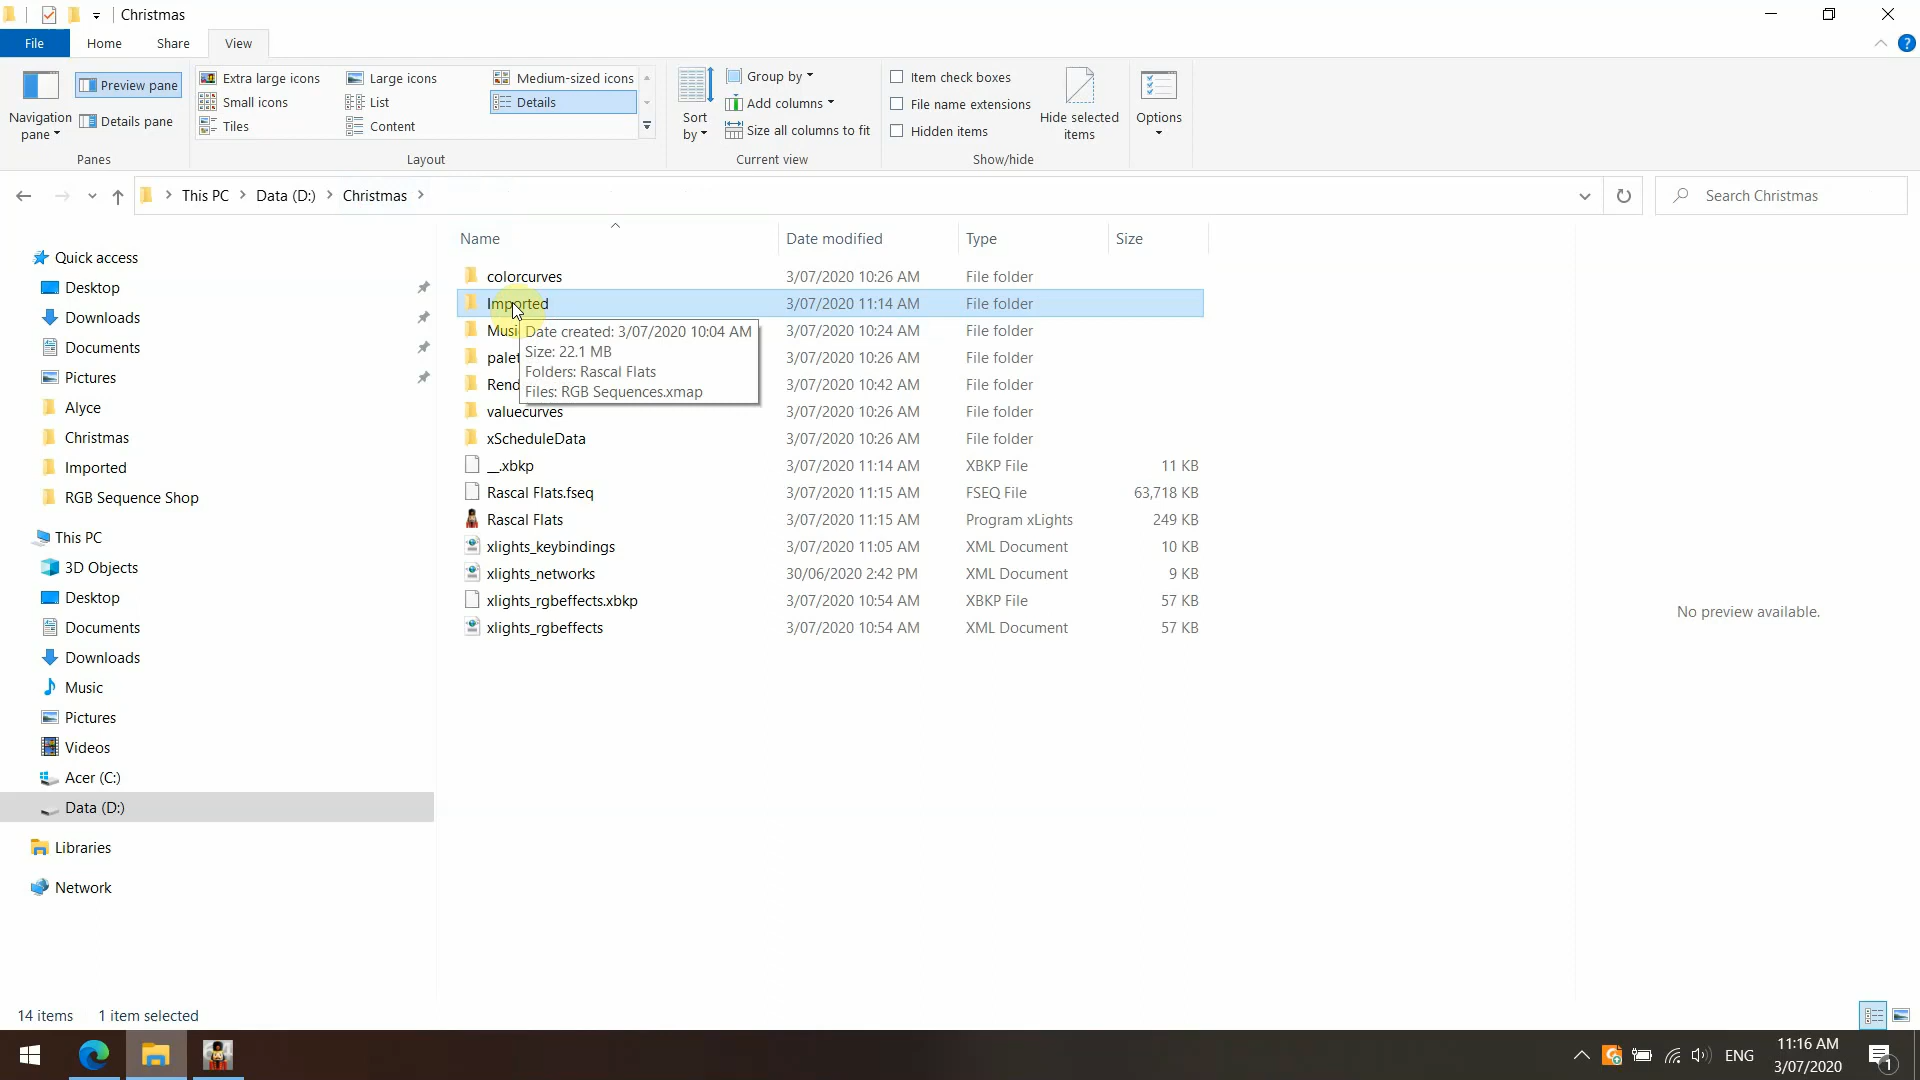 Christmas
File Home Share View
Navigation pane
Preview pane
Details pane
Panes
Extra large icons Large icons Medium-sized icons
Small icons List Details
Tiles Content
Layout
Sort by
Group by
Add columns
Size all columns to fit
Current view
Item check boxes
File name extensions
Hidden items
Hide selected items
Show/hide
Options
This PC Data (D:) Christmas
Search Christmas
Quick access
Desktop
Downloads
Documents
Pictures
Alyce
Christmas
Imported
RGB Sequence Shop
This PC
3D Objects
Desktop
Documents
Downloads
Music
Pictures
Videos
Acer (C:)
Data (D:)
Libraries
Network
Name Date modified Type Size
colorcurves 3/07/2020 10:26 AM File folder
Imported 3/07/2020 11:14 AM File folder
Musi 3/07/2020 10:24 AM File folder
palet 3/07/2020 10:26 AM File folder
Rend 3/07/2020 10:42 AM File folder
valuecurves 3/07/2020 10:26 AM File folder
xScheduleData 3/07/2020 10:26 AM File folder
__.xbkp 3/07/2020 11:14 AM XBKP File 11 KB
Rascal Flats.fseq 3/07/2020 11:15 AM FSEQ File 63,718 KB
Rascal Flats 3/07/2020 11:15 AM Program xLights 249 KB
xlights_keybindings 3/07/2020 11:05 AM XML Document 10 KB
xlights_networks 30/06/2020 2:42 PM XML Document 9 KB
xlights_rgbeffects.xbkp 3/07/2020 10:54 AM XBKP File 57 KB
xlights_rgbeffects 3/07/2020 10:54 AM XML Document 57 KB
Date created: 3/07/2020 10:04 AM
Size: 22.1 MB
Folders: Rascal Flats
Files: RGB Sequences.xmap
No preview available.
14 items 1 item selected
ENG
11:16 AM
3/07/2020
1